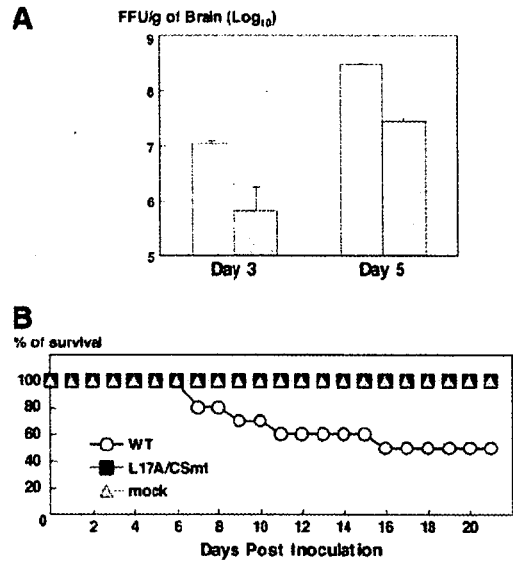 A
FFU/g of Brain (Log10)
9
8
7
6
5
Day 3
Day 5
B
% of survival
100
80
60
40
20
0
WT
L17A/CSmt
mock
2 4 6 8 10 12 14 16 18 20
Days Post Inoculation